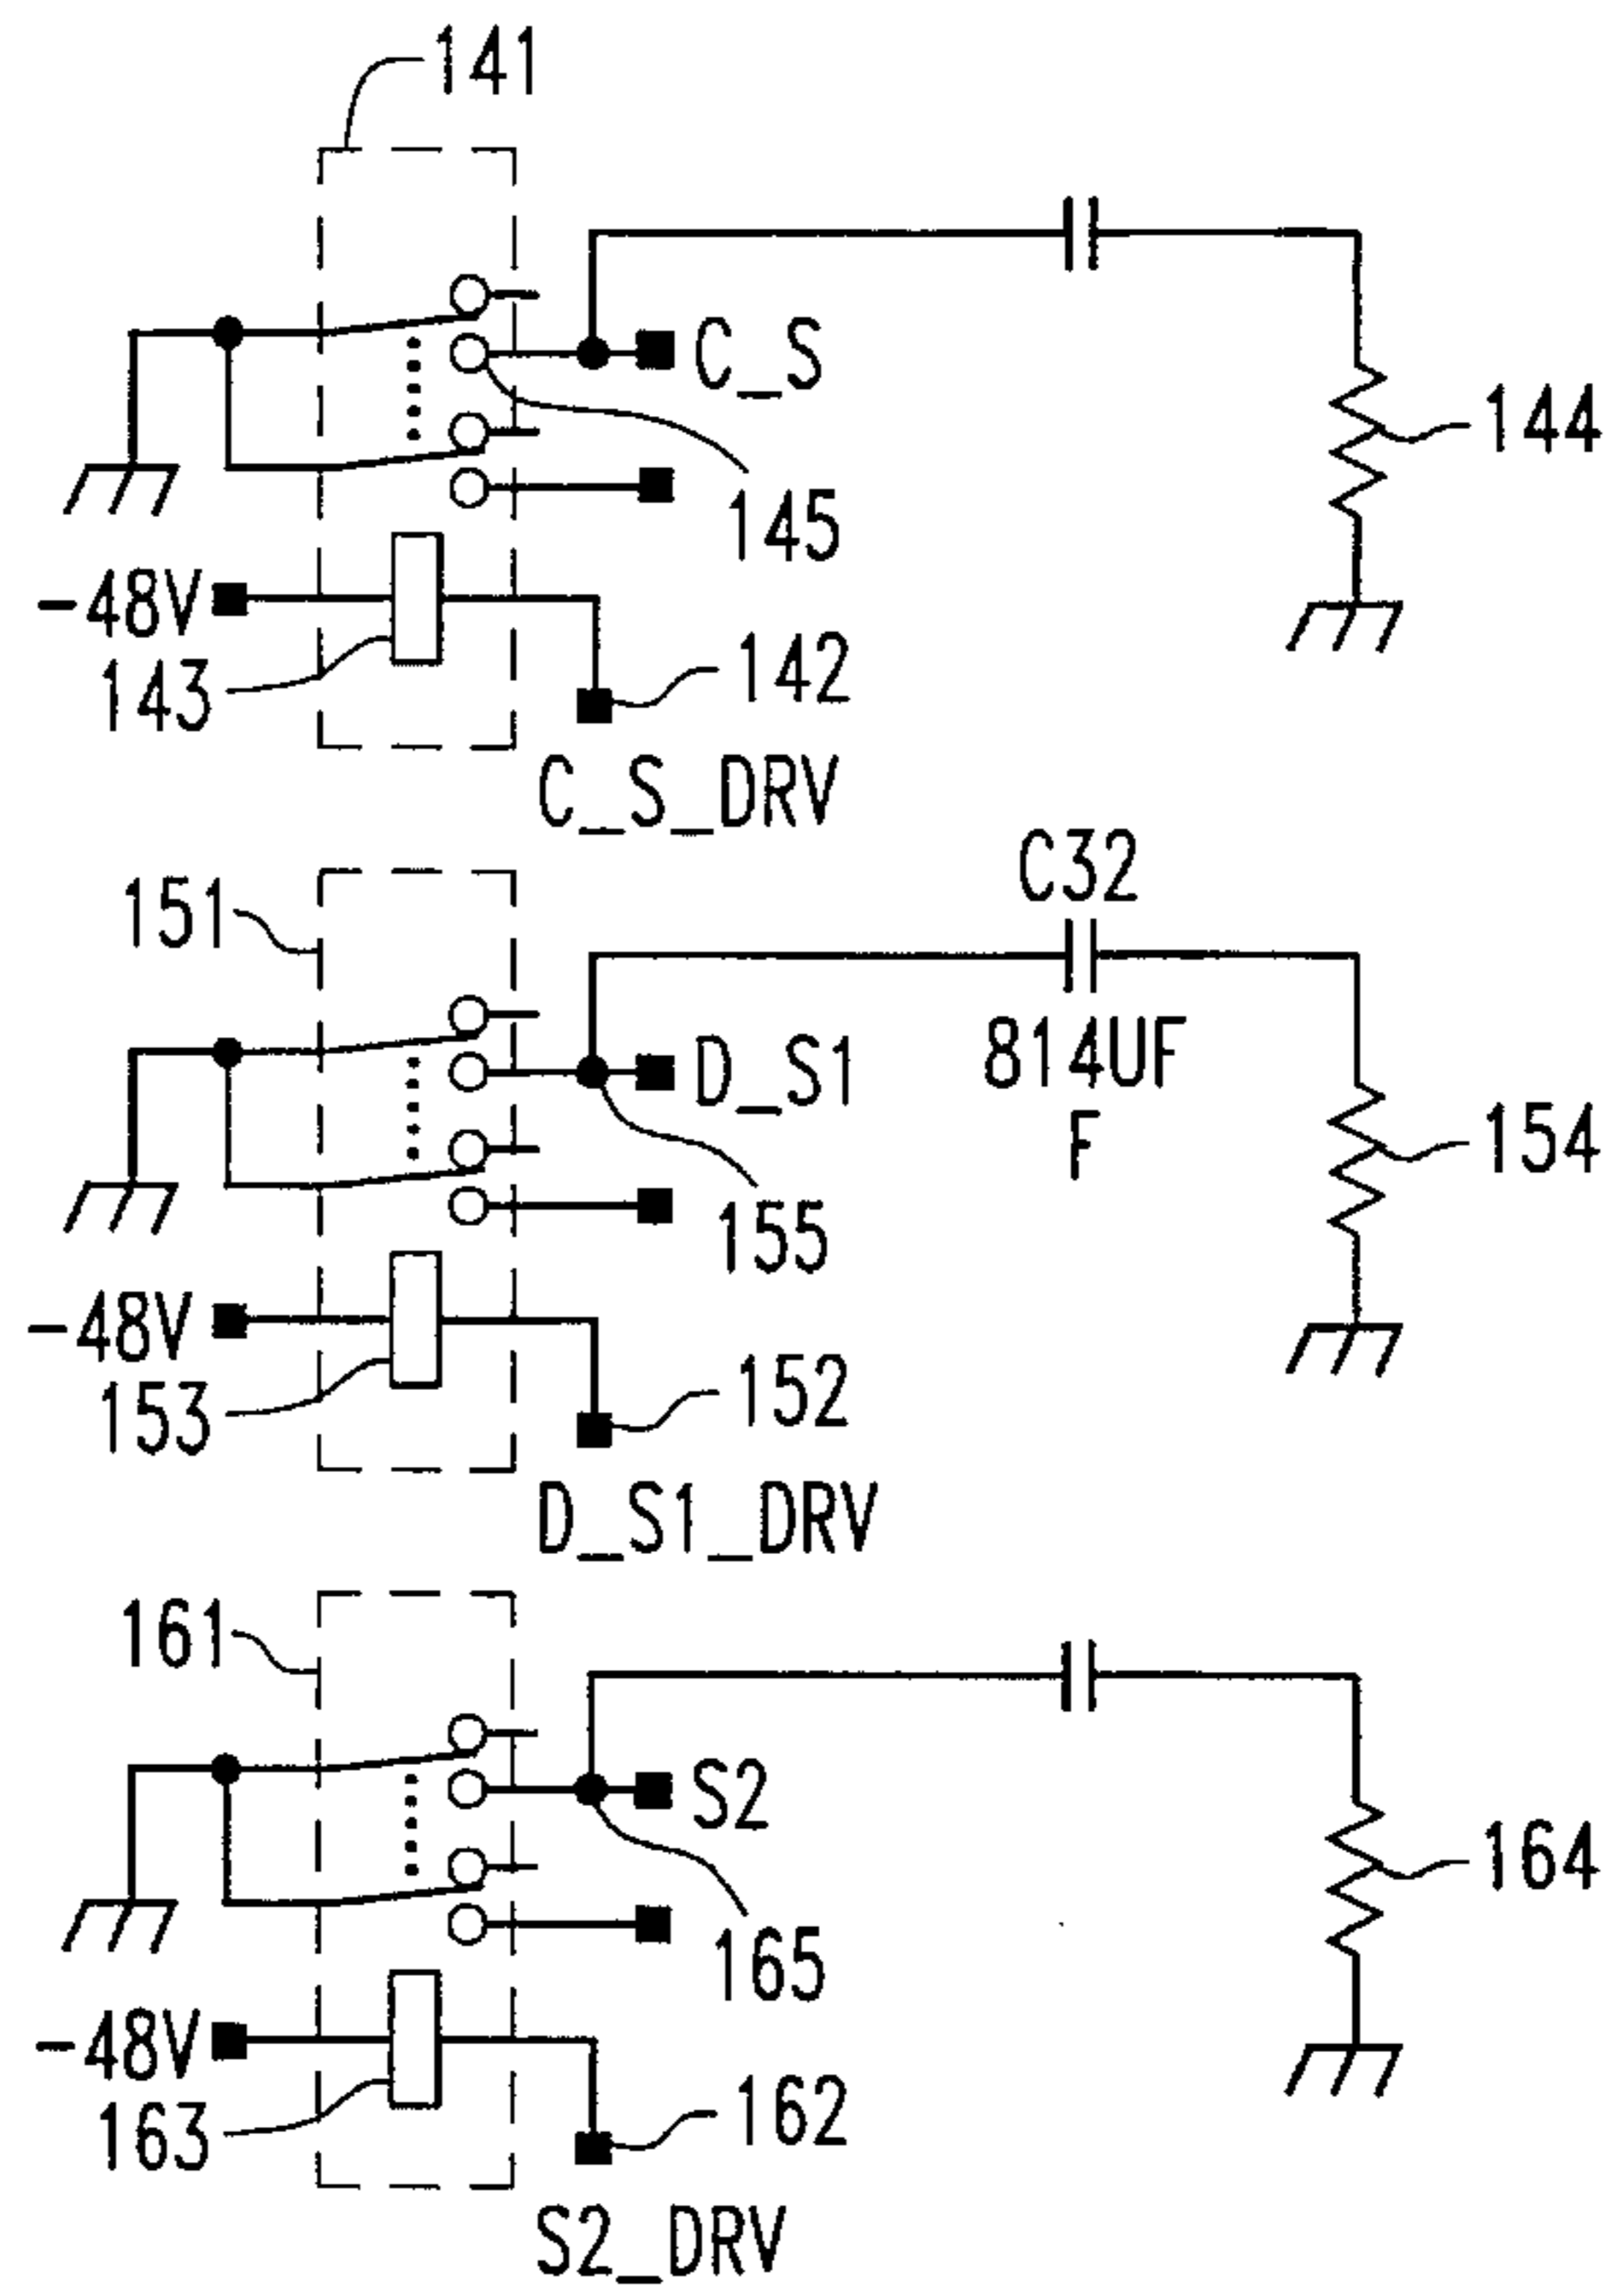 141
C_S
144
145
-48V
143
142
C_S_DRV
C32
151
D_S1
814UF
F
154
155
-48V
153
152
D_S1_DRV
161
S2
164
165
-48V
163
162
S2_DRV